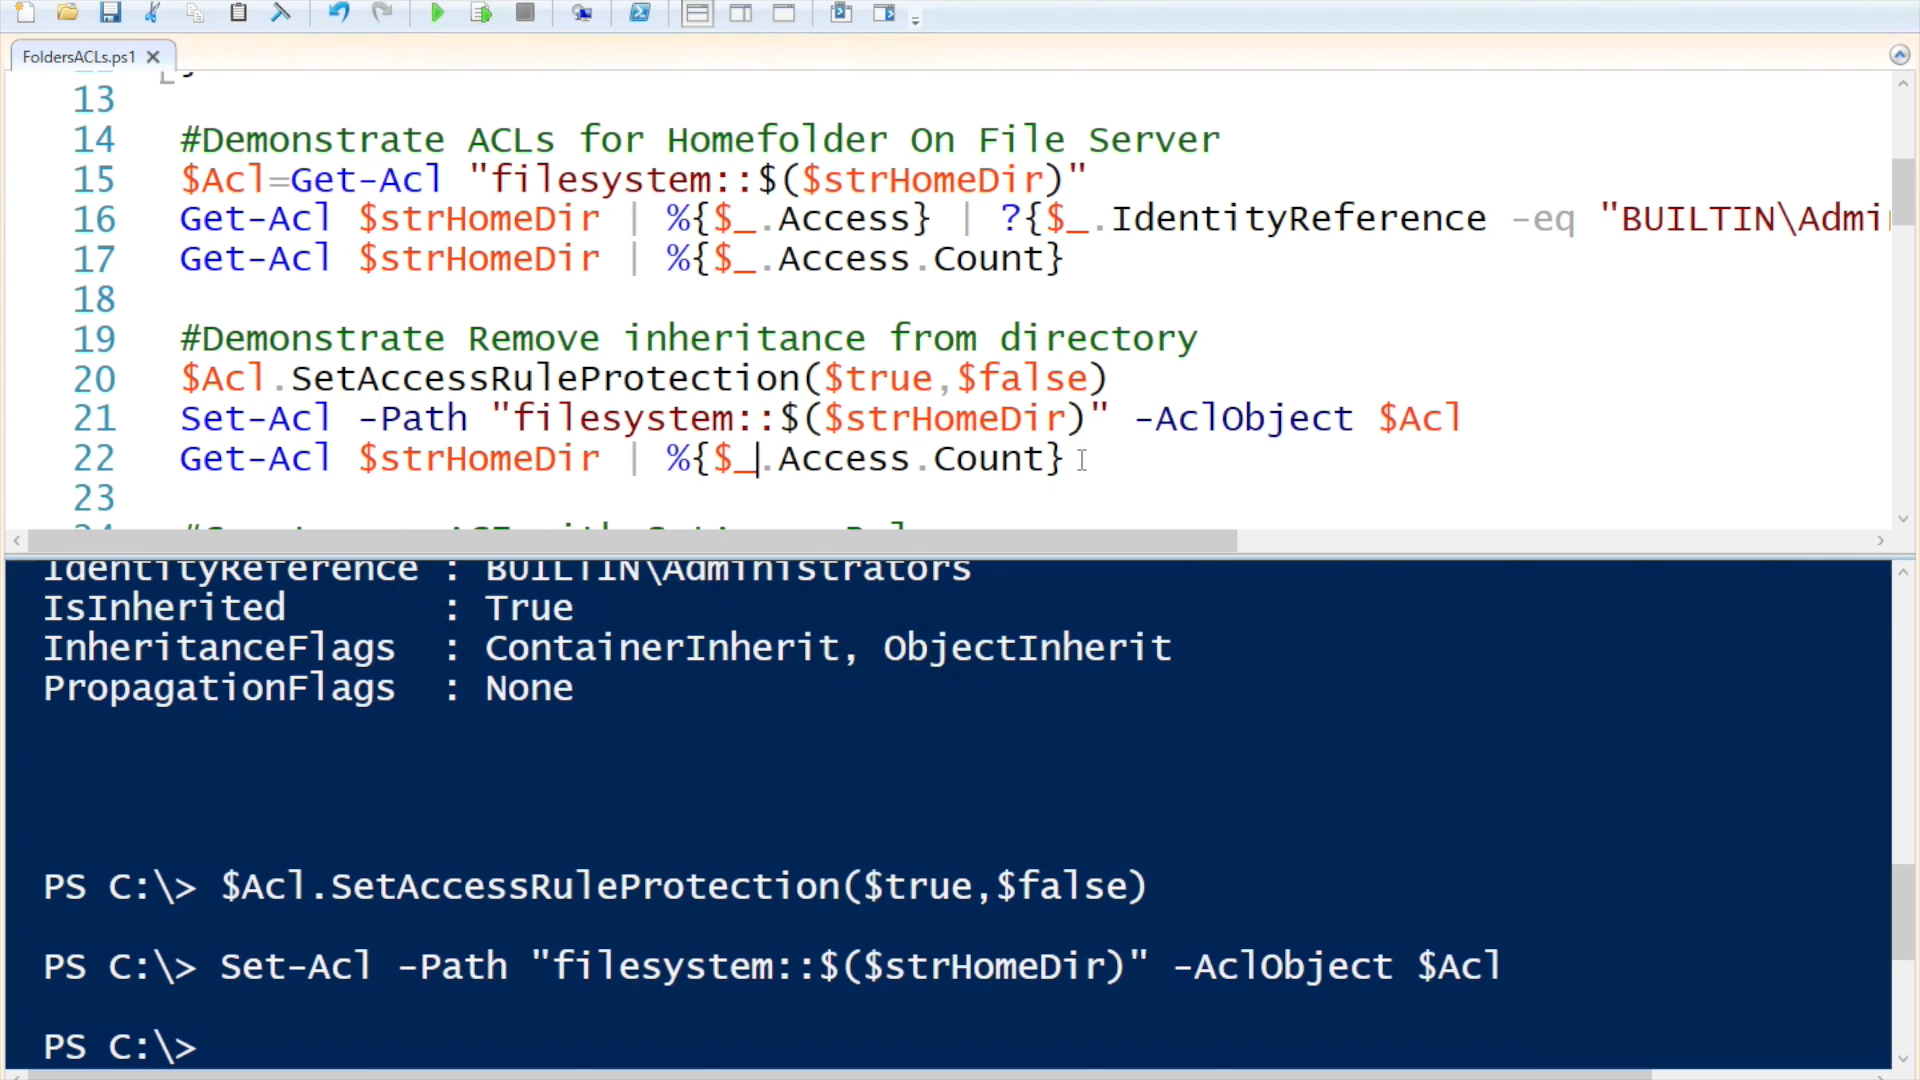 FoldersACLs.ps1
13
14 #Demonstrate ACLs for Homefolder On File Server
15 $Acl=Get-Acl "filesystem::$($strHomeDir)"
16 Get-Acl $strHomeDir | %{$_.Access} | ?{$_.IdentityReference -eq "BUILTIN\Admi
17 Get-Acl $strHomeDir | %{$_.Access.Count}
18
19 #Demonstrate Remove inheritance from directory
20 $Acl.SetAccessRuleProtection($true,$false)
21 Set-Acl -Path "filesystem::$($strHomeDir)" -AclObject $Acl
22 Get-Acl $strHomeDir | %{$_.Access.Count}
23
IdentityReference : BUILTIN\Administrators
IsInherited : True
InheritanceFlags : ContainerInherit, ObjectInherit
PropagationFlags : None
PS C:\> $Acl.SetAccessRuleProtection($true,$false)
PS C:\> Set-Acl -Path "filesystem::$($strHomeDir)" -AclObject $Acl
PS C:\>